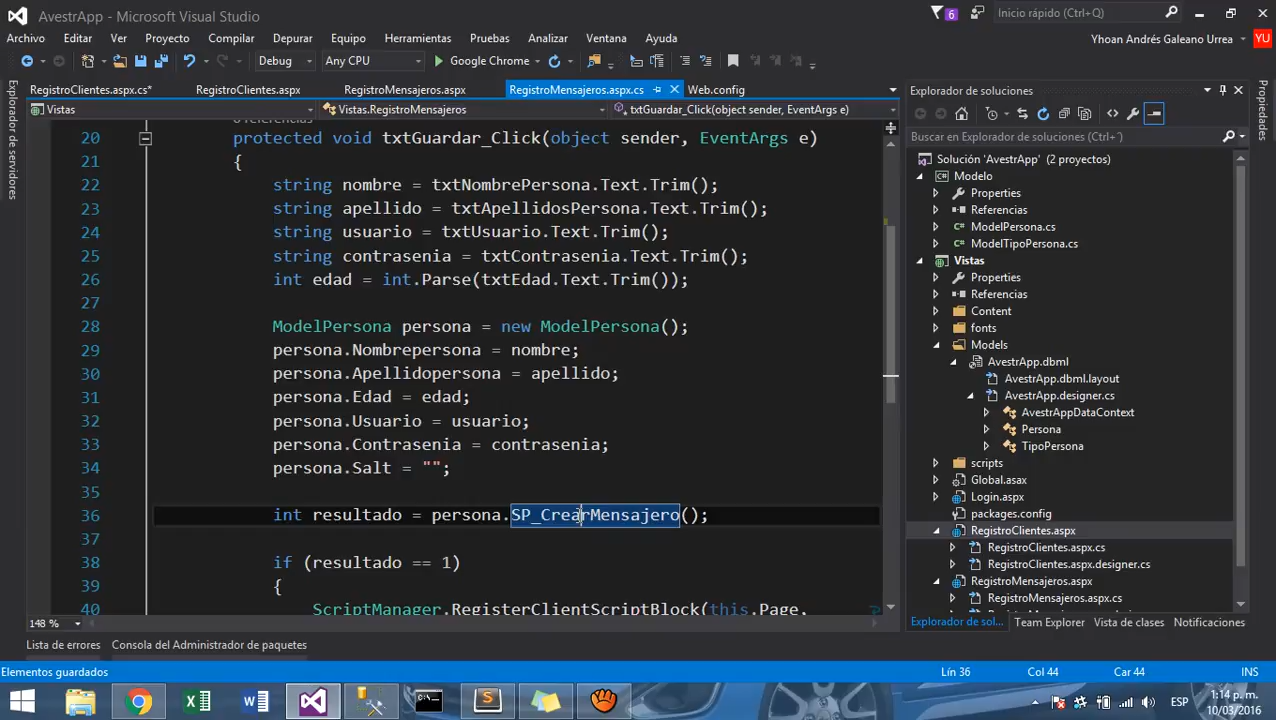 AvestrApp - Microsoft Visual Studio
6
Inicio rápido (Ctrl+Q)
Archivo Editar Ver Proyecto Compilar Depurar Equipo Herramientas Pruebas Analizar Ventana Ayuda
Yhoan Andrés Galeano Urrea YU
Debug Any CPU Google Chrome
RegistroClientes.aspx.cs* RegistroClientes.aspx RegistroMensajeros.aspx RegistroMensajeros.aspx.cs Web.config
Vistas Vistas.RegistroMensajeros txtGuardar_Click(object sender, EventArgs e)
20 protected void txtGuardar_Click(object sender, EventArgs e)
21 {
22 string nombre = txtNombrePersona.Text.Trim();
23 string apellido = txtApellidosPersona.Text.Trim();
24 string usuario = txtUsuario.Text.Trim();
25 string contrasenia = txtContrasenia.Text.Trim();
26 int edad = int.Parse(txtEdad.Text.Trim());
27
28 ModelPersona persona = new ModelPersona();
29 persona.Nombrepersona = nombre;
30 persona.Apellidopersona = apellido;
31 persona.Edad = edad;
32 persona.Usuario = usuario;
33 persona.Contrasenia = contrasenia;
34 persona.Salt = "";
35
36 int resultado = persona.SP_CrearMensajero();
37
38 if (resultado == 1)
39 {
40 ScriptManager.RegisterClientScriptBlock(this.Page,
148 %
Explorador de servidores
Explorador de soluciones
Buscar en Explorador de soluciones (Ctrl+´)
Solución 'AvestrApp' (2 proyectos)
Modelo
Properties
Referencias
ModelPersona.cs
ModelTipoPersona.cs
Vistas
Properties
Referencias
Content
fonts
Models
AvestrApp.dbml
AvestrApp.dbml.layout
AvestrApp.designer.cs
AvestrAppDataContext
Persona
TipoPersona
scripts
Global.asax
Login.aspx
packages.config
RegistroClientes.aspx
RegistroClientes.aspx.cs
RegistroClientes.aspx.designer.cs
RegistroMensajeros.aspx
RegistroMensajeros.aspx.cs
Explorador de sol... Team Explorer Vista de clases Notificaciones
Propiedades
Lista de errores Consola del Administrador de paquetes
Elementos guardados Lín 36 Col 44 Car 44 INS
ESP
1:14 p. m.
10/03/2016